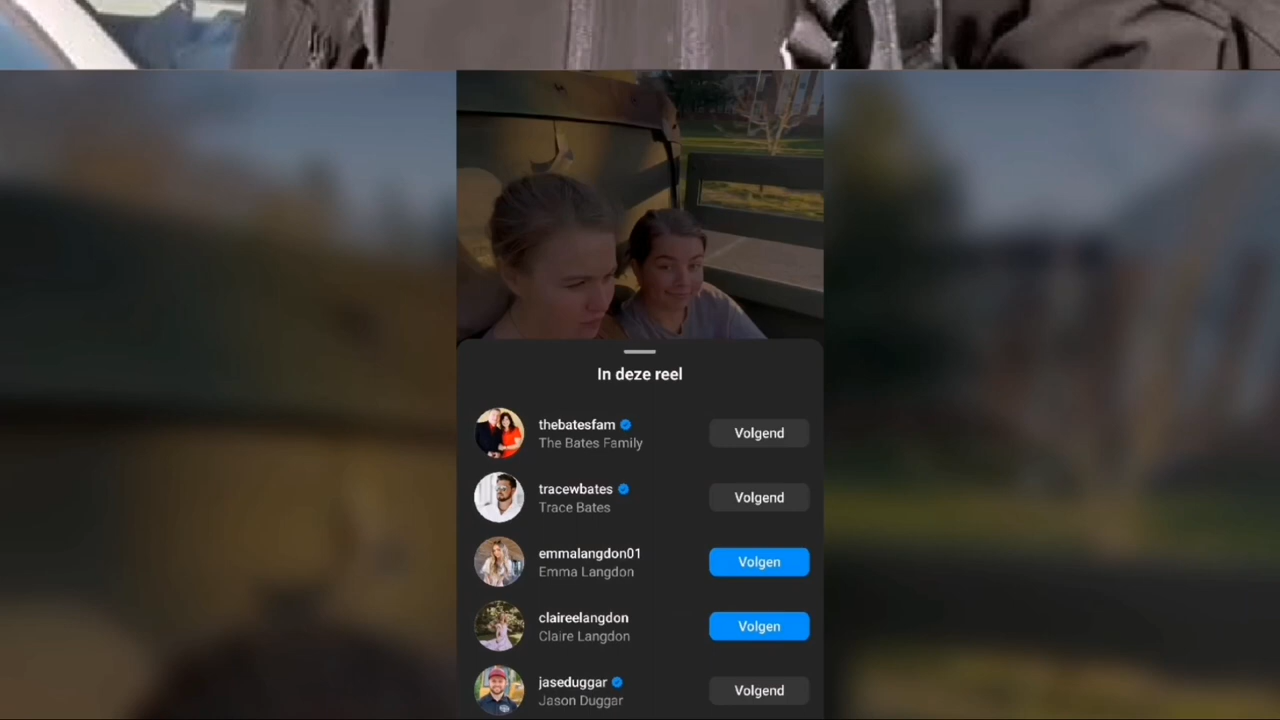 In deze reel
thebatesfam
The Bates Family
Volgend
tracewbates
Trace Bates
Volgend
emmalangdon01
Emma Langdon
Volgen
claireelangdon
Claire Langdon
Volgen
jaseduggar
Jason Duggar
Volgend